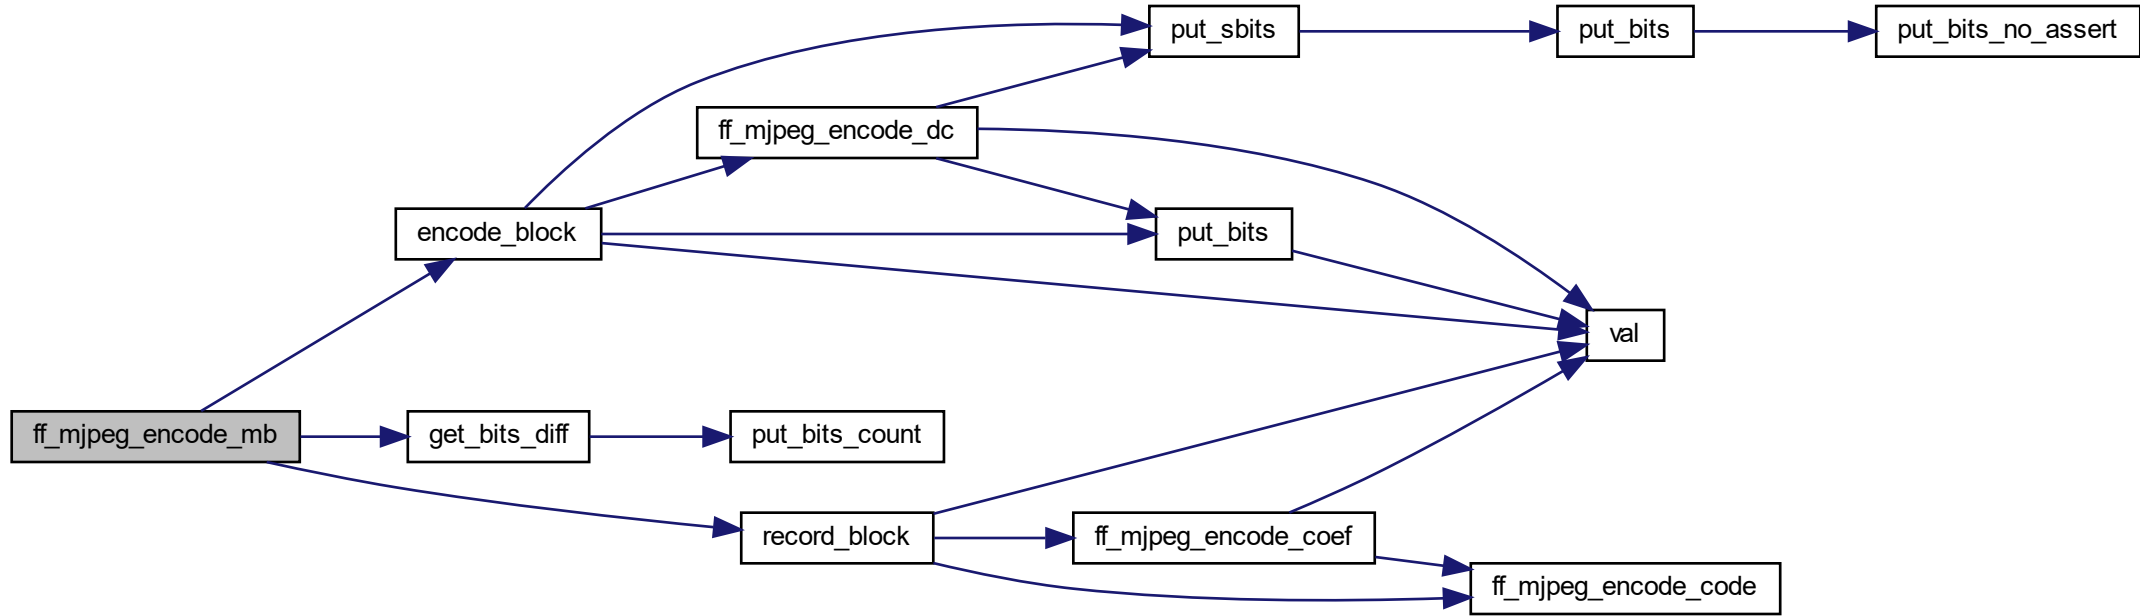 put_sbits
put_bits
put_bits_no_assert
ff_mjpeg_encode_dc
encode_block
put_bits
val
ff_mjpeg_encode_mb
get_bits_diff
put_bits_count
record_block
ff_mjpeg_encode_coef
ff_mjpeg_encode_code